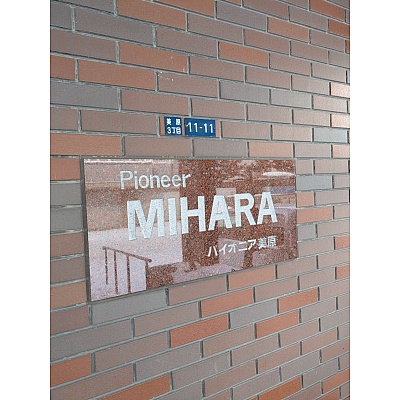 美原
3丁目
11-11
Pioneer
MIHARA
パイオニア美原